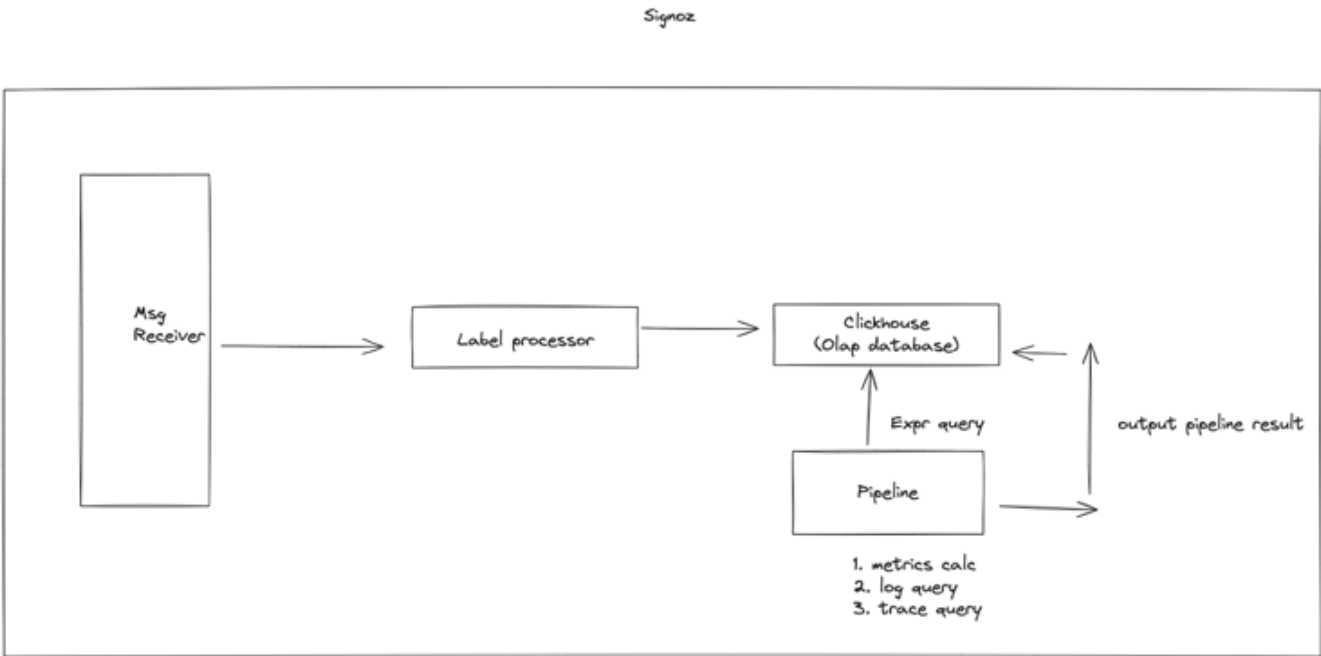 Signoz
Msg
Receiver
Label processor
Clickhouse
(Olap database)
Expr query
output pipeline result
Pipeline
1. metrics calc
2. log query
3. trace query